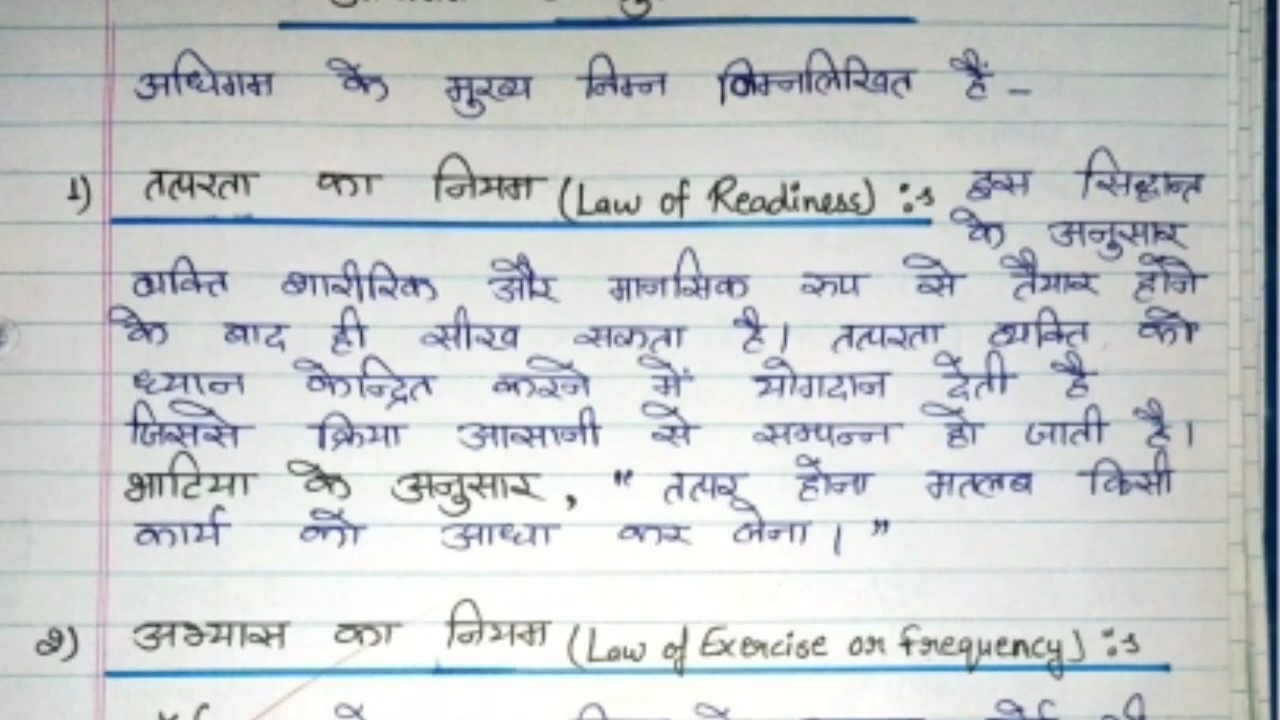 अधिगम के मुख्य निम्न निम्नलिखित हैं -
1) तत्परता का नियम (Law of Readiness) :- इस सिद्धान्त
के अनुसार
व्यक्ति शारीरिक और मानसिक रुप से तैयार होने
के बाद ही सीख सकता है। तत्परता व्यक्ति को
ध्यान केन्द्रित करने में योगदान देती है
जिससे क्रिया आसानी से सम्पन्न हो जाती है।
भाटिया के अनुसार, " तत्पर होना मतलब किसी
कार्य को आधा कर लेना। "
2) अभ्यास का नियम (Law of Exercise or frequency) :-